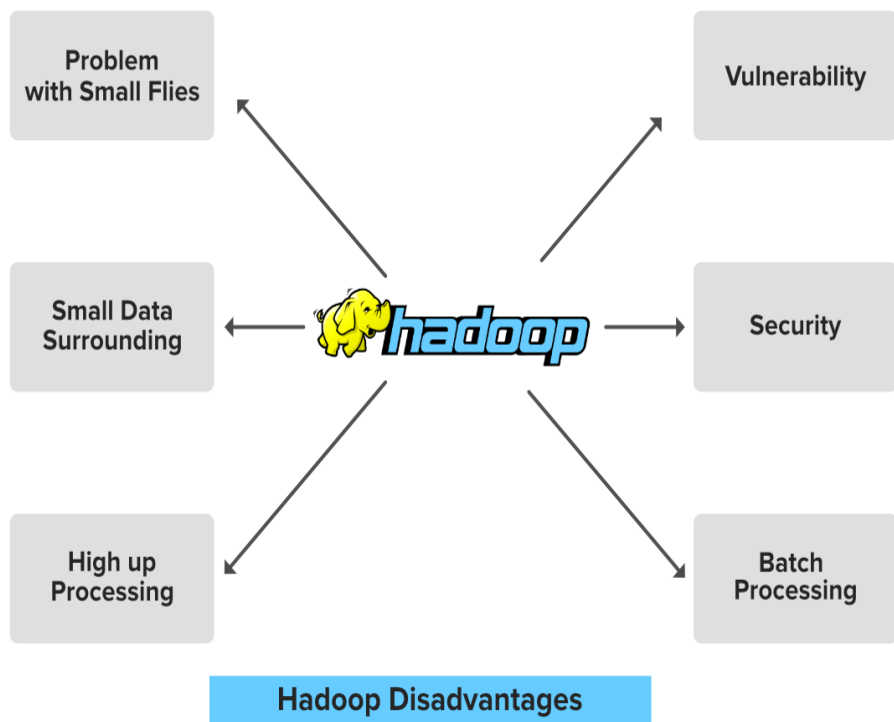 Problem
with Small Flies
Vulnerability
Small Data
Surrounding
hadoop
Security
High up
Processing
Batch
Processing
Hadoop Disadvantages